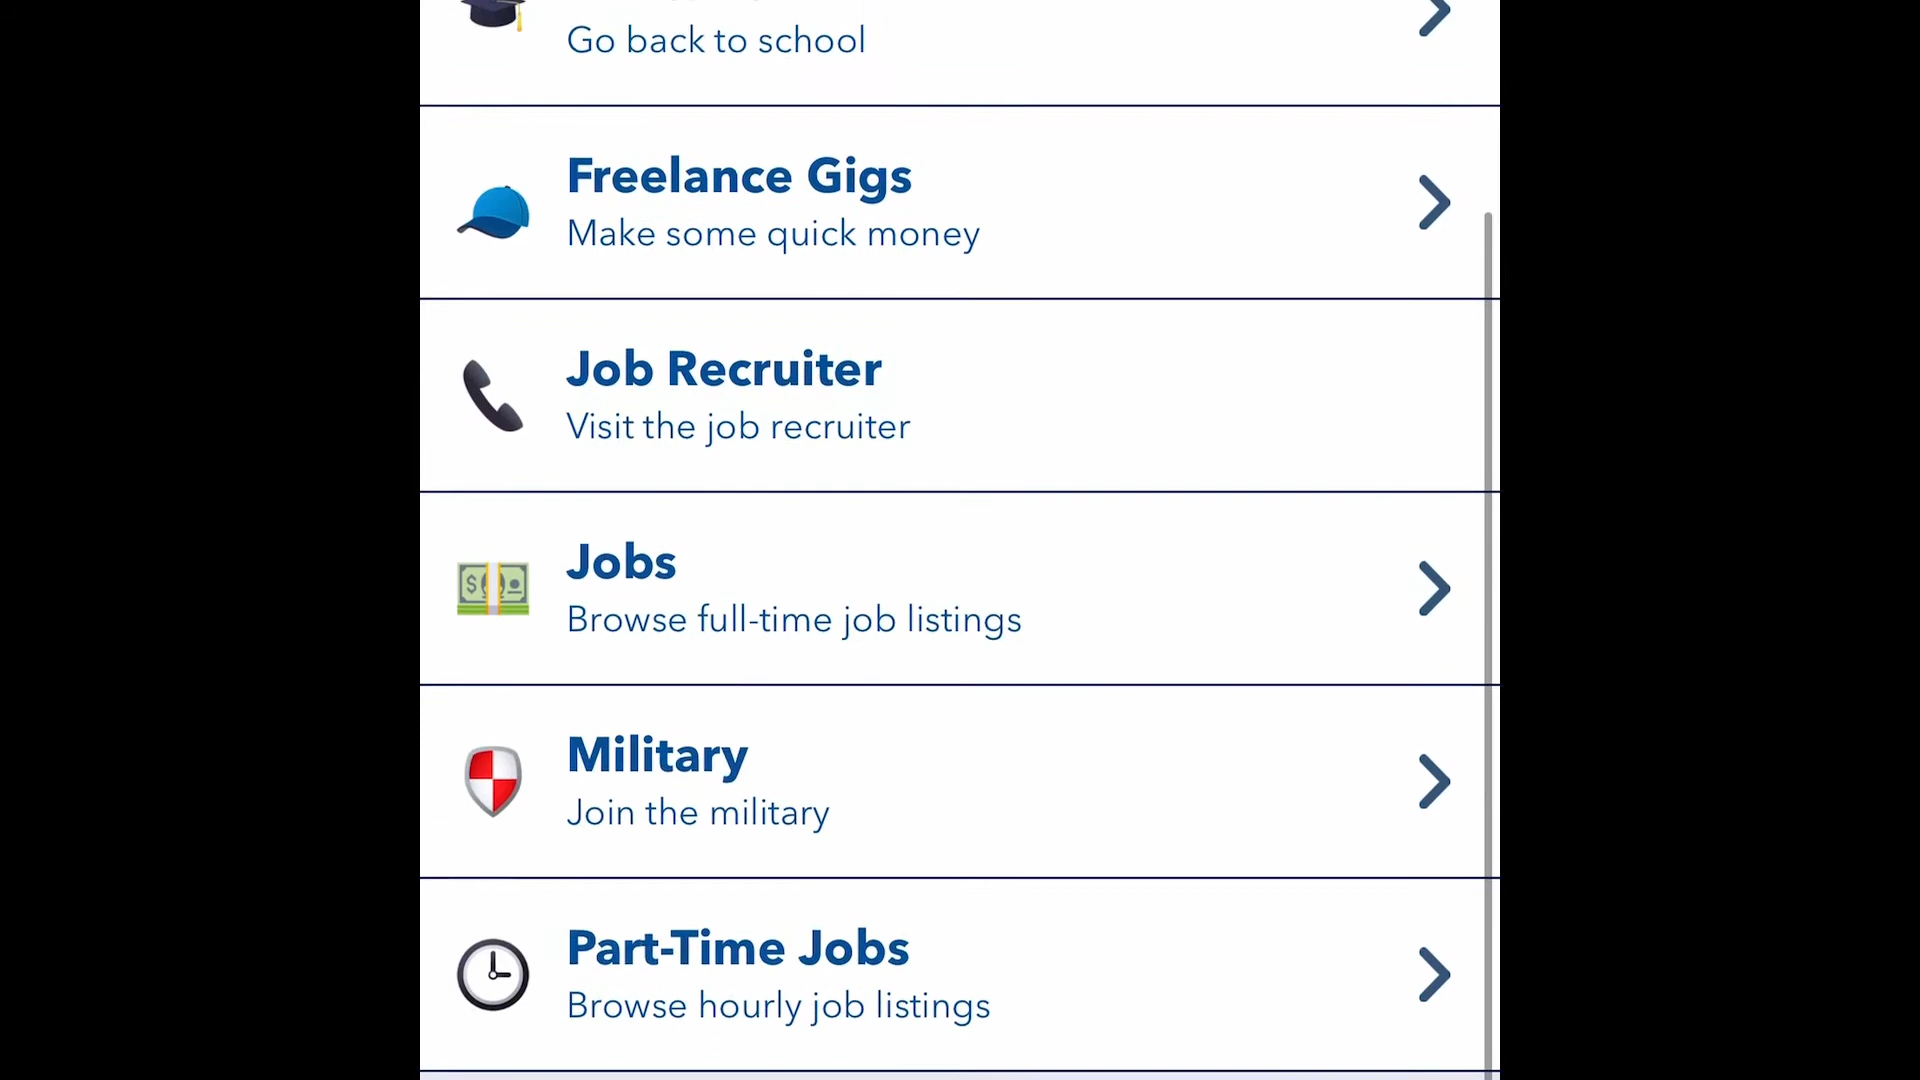 Go back to school
Freelance Gigs
Make some quick money
Job Recruiter
Visit the job recruiter
Jobs
Browse full-time job listings
Military
Join the military
Part-Time Jobs
Browse hourly job listings